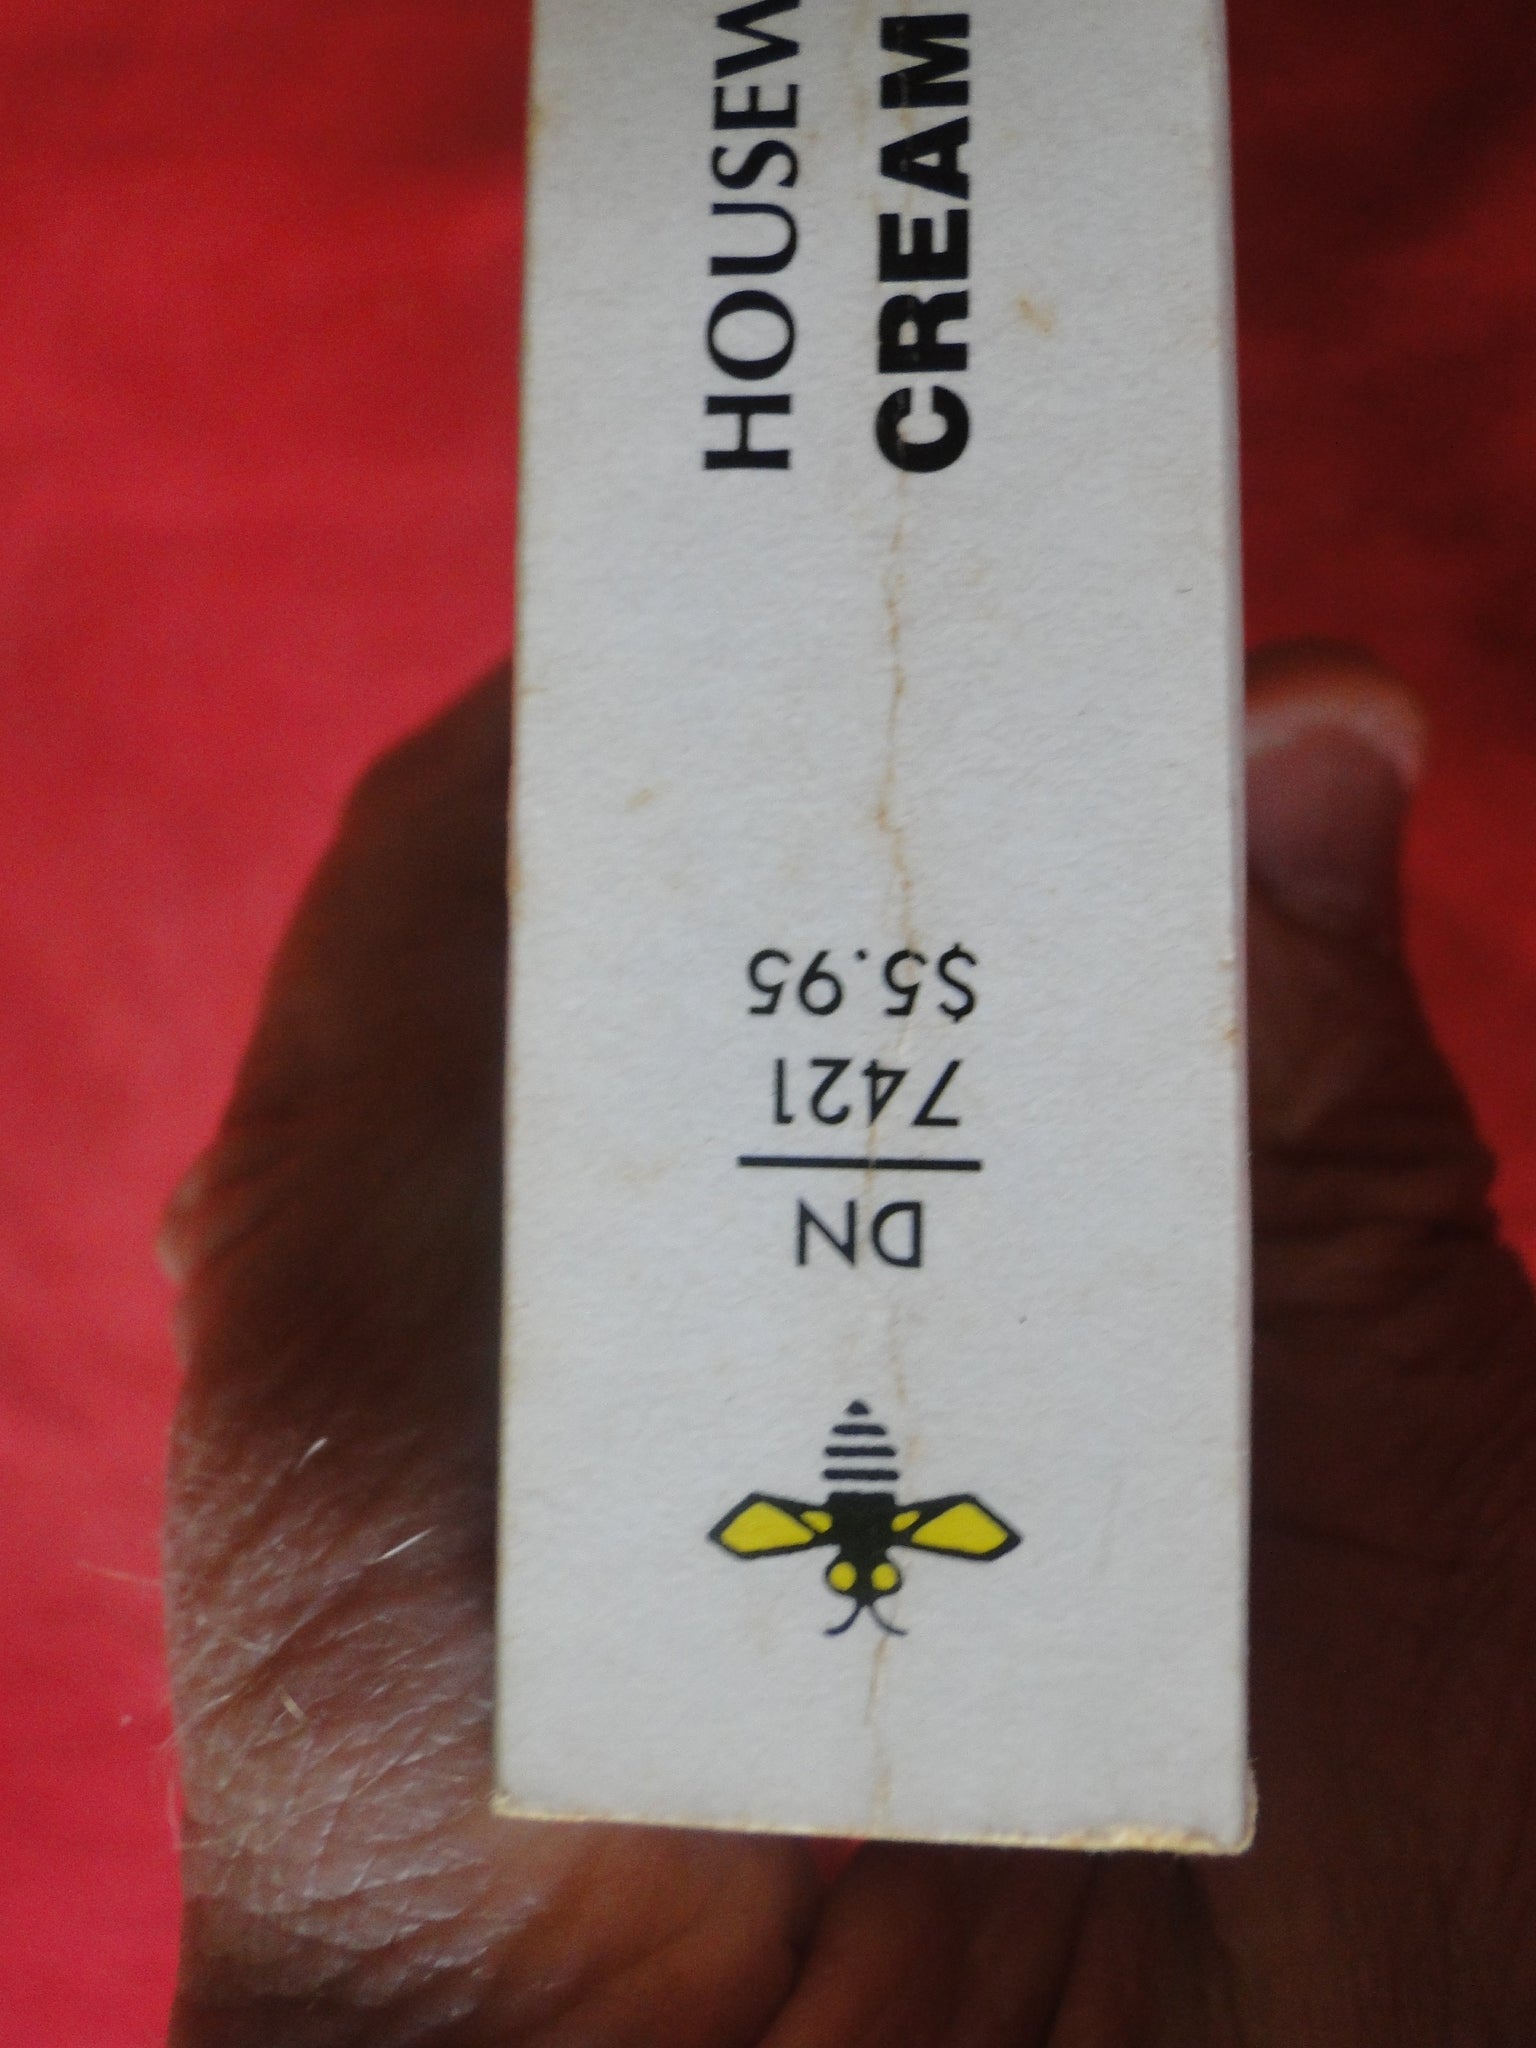 HOUSEW
CREAM
DN
7421
$5.95